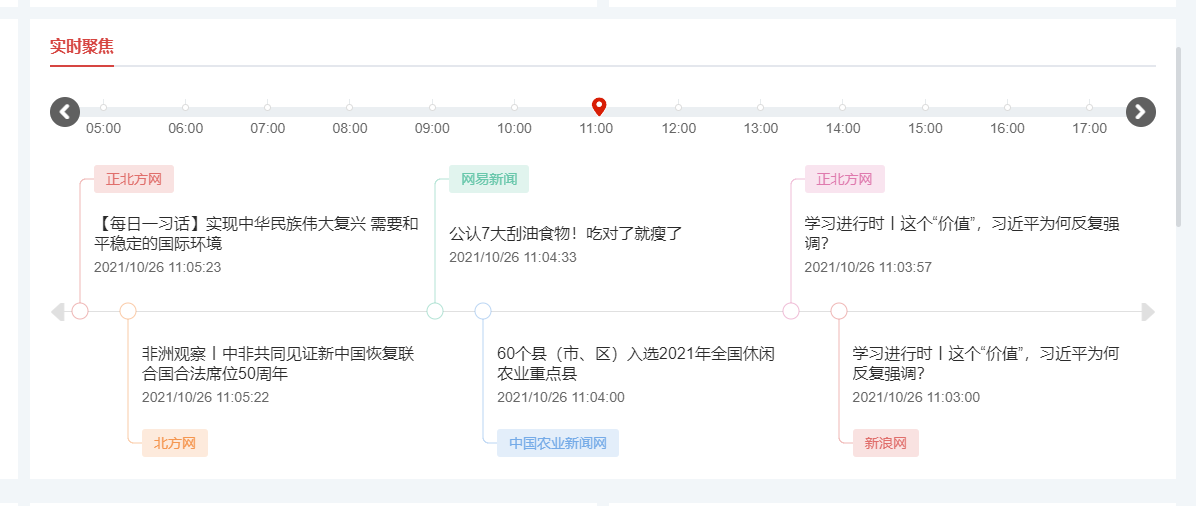 实时聚焦
05:00 06:00 07:00 08:00 09:00 10:00 11:00 12:00 13:00 14:00 15:00 16:00 17:00
正北方网
【每日一习话】实现中华民族伟大复兴 需要和
平稳定的国际环境
2021/10/26 11:05:23
网易新闻
公认7大刮油食物！吃对了就瘦了
2021/10/26 11:04:33
正北方网
学习进行时丨这个“价值”，习近平为何反复强
调？
2021/10/26 11:03:57
非洲观察丨中非共同见证新中国恢复联
合国合法席位50周年
2021/10/26 11:05:22
北方网
60个县（市、区）入选2021年全国休闲
农业重点县
2021/10/26 11:04:00
中国农业新闻网
学习进行时丨这个“价值”，习近平为何
反复强调？
2021/10/26 11:03:00
新浪网